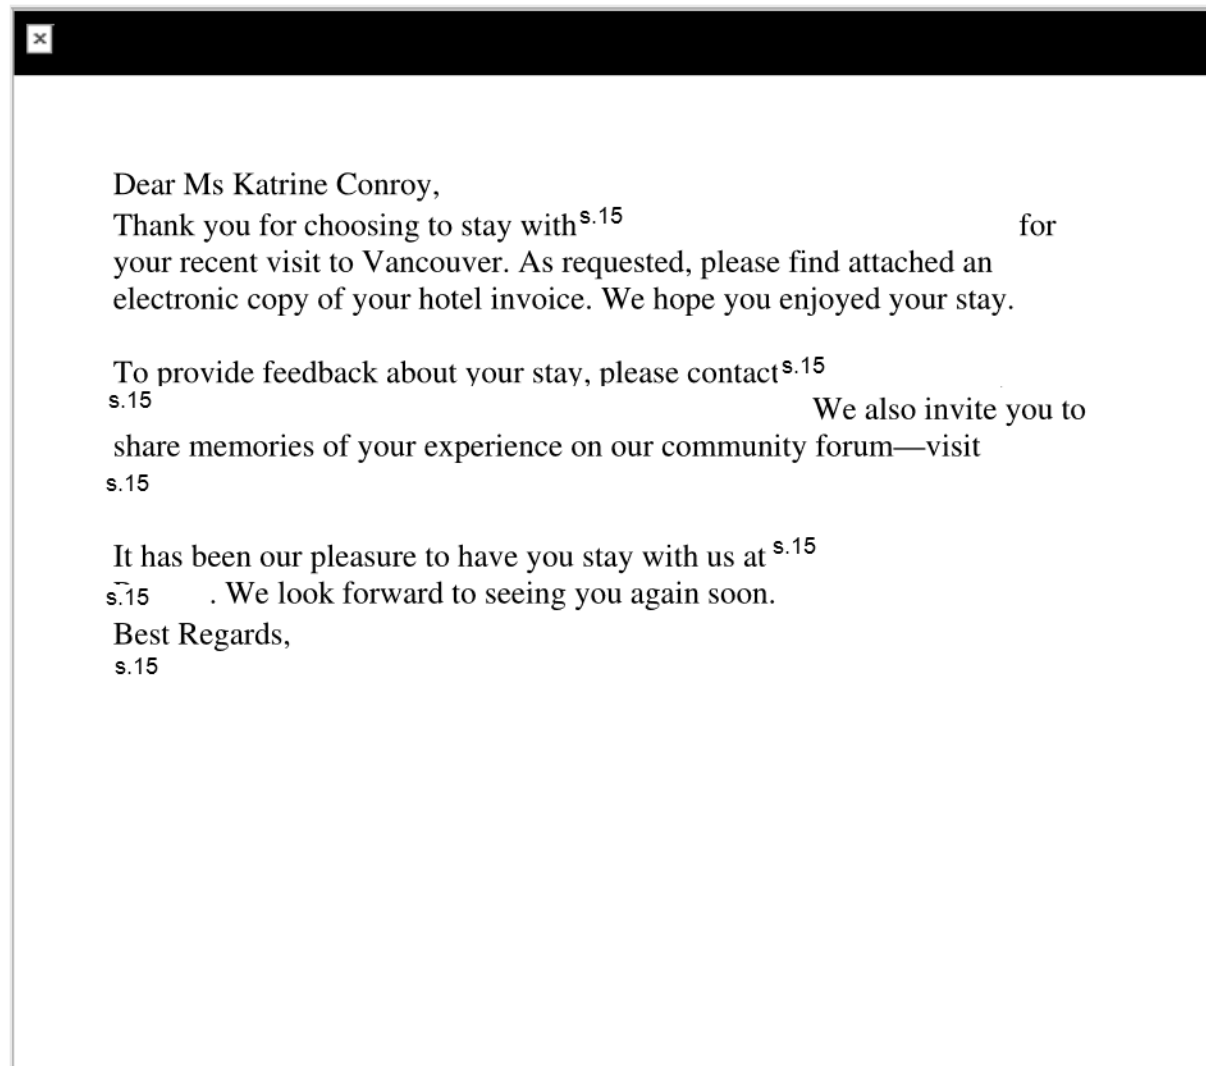 Dear Ms Katrine Conroy,
Thank you for choosing to stay with s.15 for
your recent visit to Vancouver. As requested, please find attached an
electronic copy of your hotel invoice. We hope you enjoyed your stay.
To provide feedback about your stay, please contact s.15
s.15 We also invite you to
share memories of your experience on our community forum—visit
s.15
It has been our pleasure to have you stay with us at s.15
s.15 . We look forward to seeing you again soon.
Best Regards,
s.15